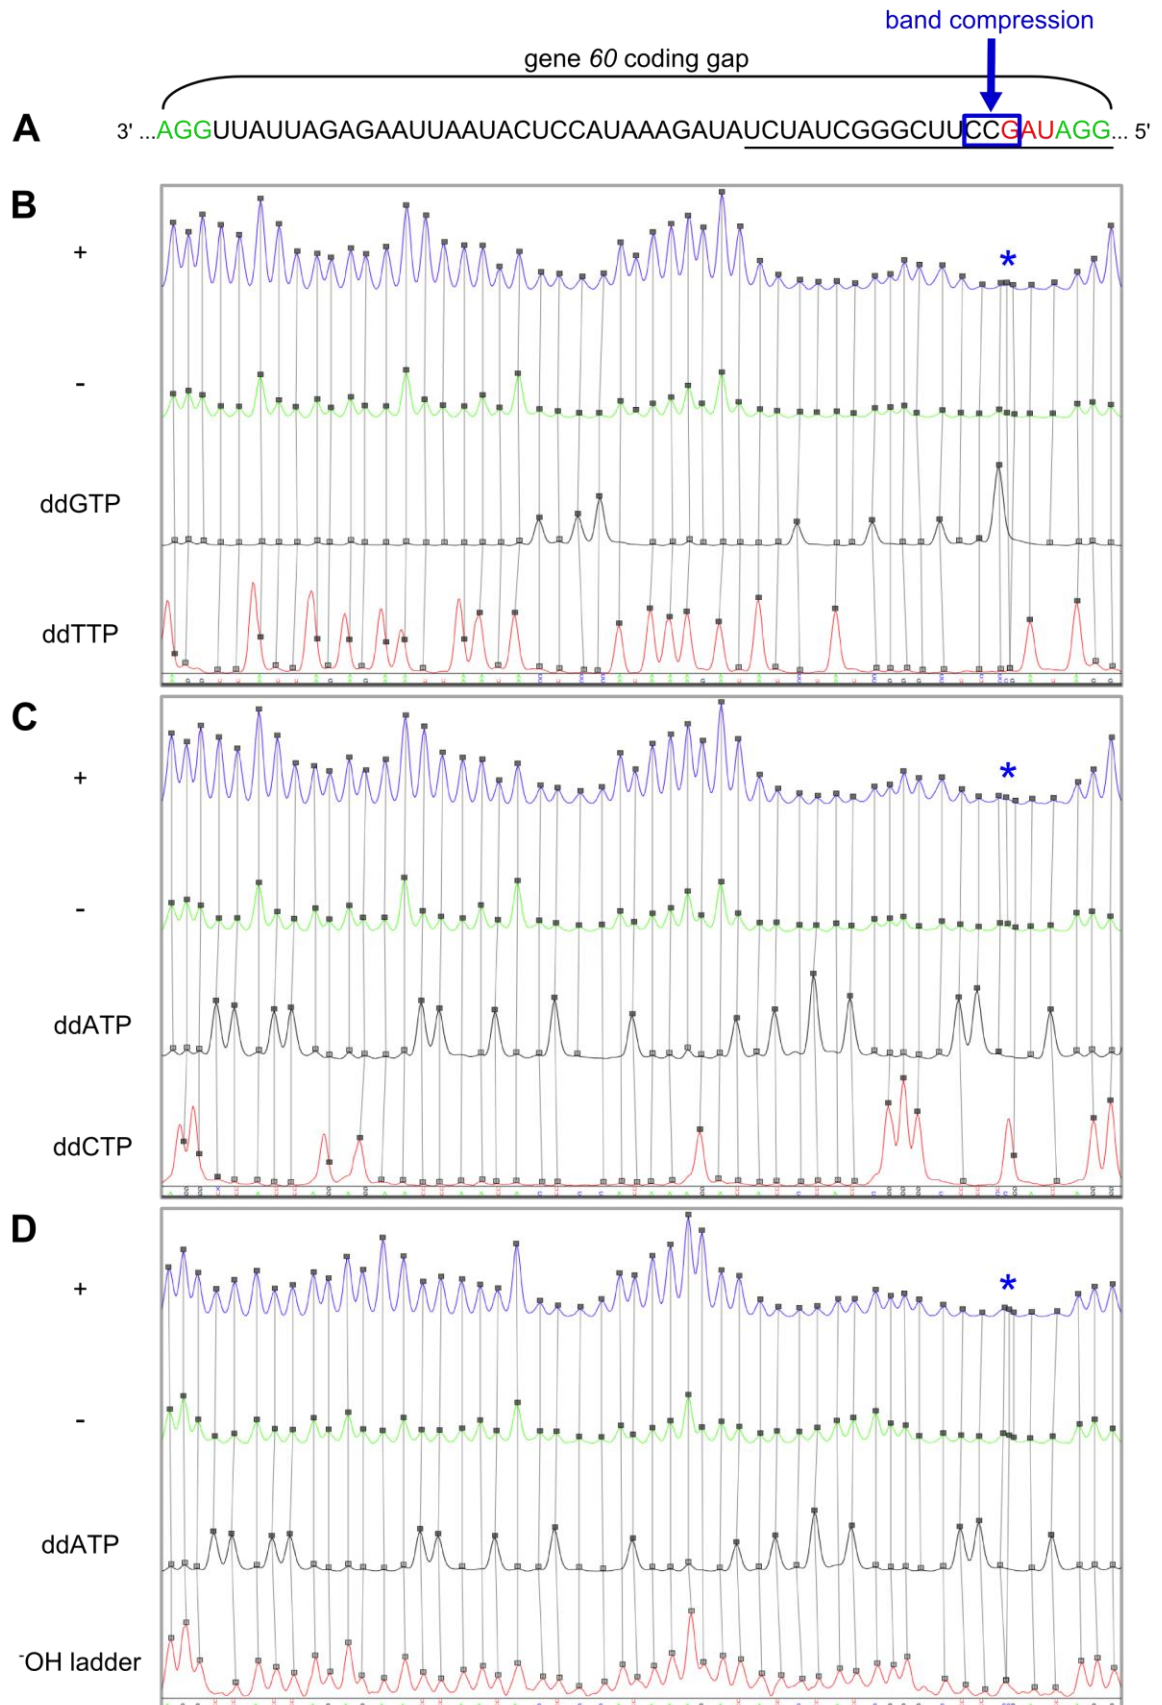 band compression
gene 60 coding gap
A 3' ...AGGUUAUUAGAGAAUUAAUACUCCAUAAAGAUAUCUAUCGGGCUUCCGAUAGG... 5'
B
+ *
-
ddGTP
ddTTP
C
+ *
-
ddATP
ddCTP
D
+ *
-
ddATP
⁻OH ladder